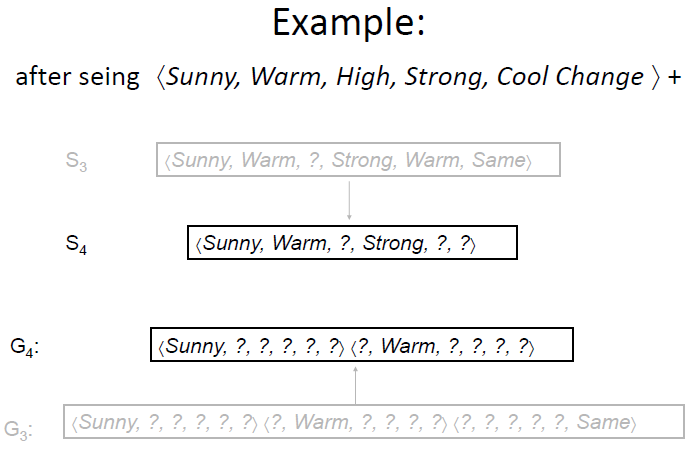 Example:
after seing ⟨Sunny, Warm, High, Strong, Cool Change ⟩ +
S3 ⟨Sunny, Warm, ?, Strong, Warm, Same⟩
S4 ⟨Sunny, Warm, ?, Strong, ?, ?⟩
G4: ⟨Sunny, ?, ?, ?, ?, ?⟩ ⟨?, Warm, ?, ?, ?, ?⟩
G3: ⟨Sunny, ?, ?, ?, ?, ?⟩ ⟨?, Warm, ?, ?, ?, ?⟩ ⟨?, ?, ?, ?, ?, Same⟩